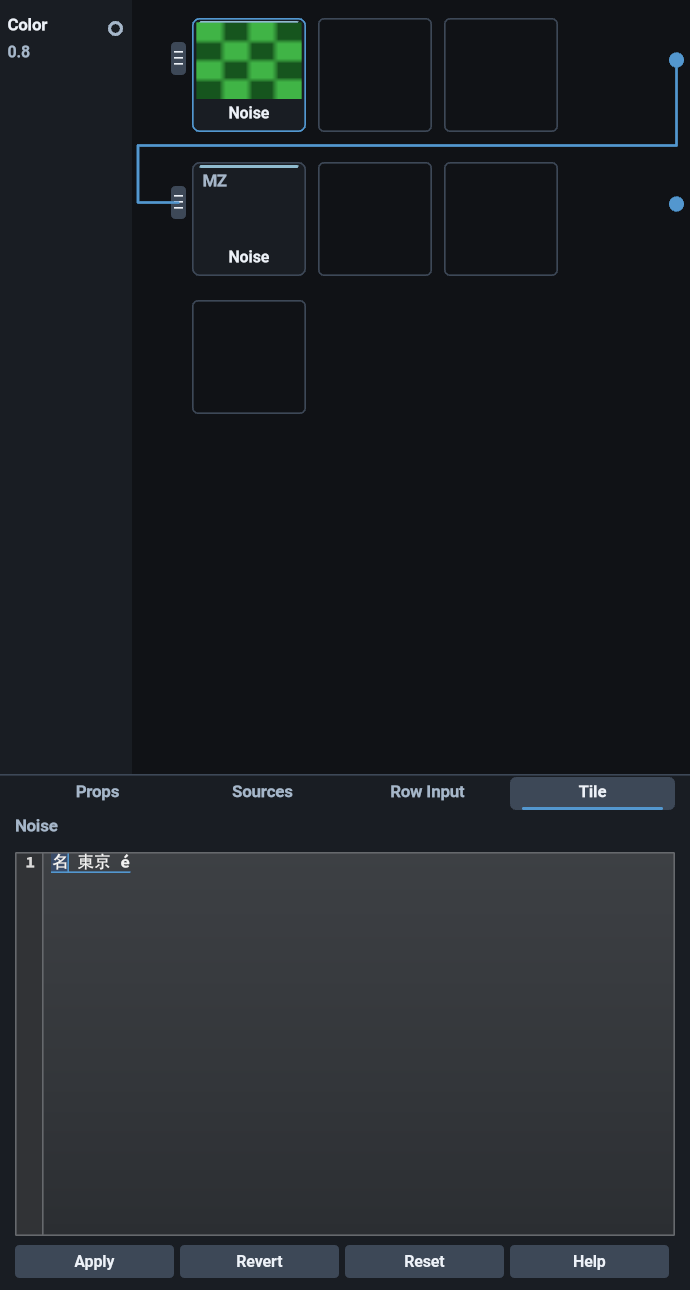 Color
0.8
Noise
MZ
Noise
Props Sources Row Input Tile
Noise
1 名 東京 é
Apply Revert Reset Help